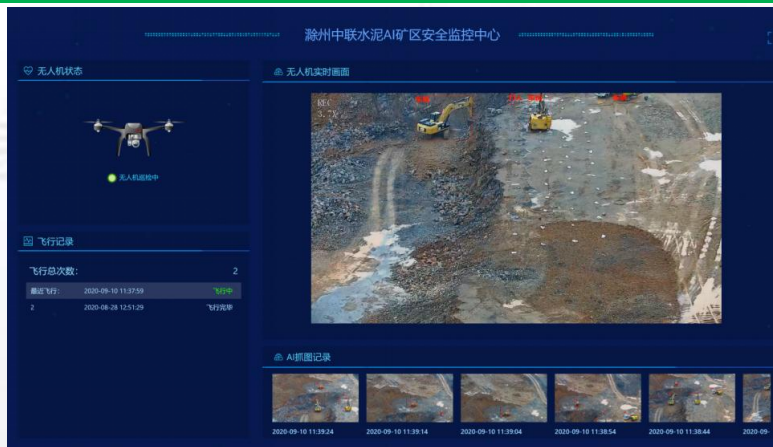 滁州中联水泥AI矿区安全监控中心
无人机状态
无人机巡检中
飞行记录
飞行总次数： 2
最近飞行： 2020-09-10 11:37:59 飞行中
2 2020-08-28 12:51:29 飞行完毕
无人机实时画面
REC
AI抓图记录
2020-09-10 11:39:24 2020-09-10 11:39:14 2020-09-10 11:39:04 2020-09-10 11:38:54 2020-09-10 11:38:44 2020-09-